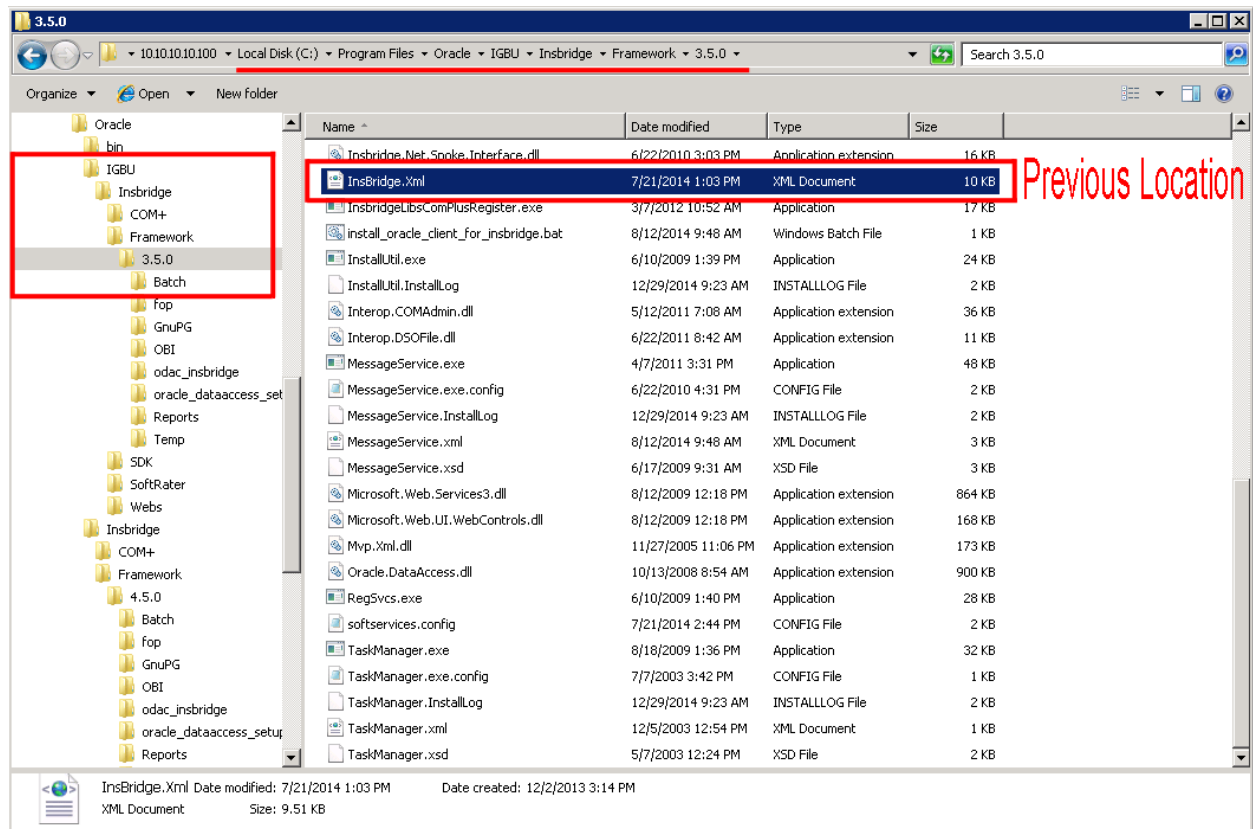 3.5.0
10.10.10.10.100 Local Disk (C:) Program Files Oracle IGBU Insbridge Framework 3.5.0
Search 3.5.0
Organize Open New folder
Oracle
bin
IGBU
Insbridge
COM+
Framework
3.5.0
Batch
fop
GnuPG
OBI
odac_insbridge
oracle_dataaccess_set
Reports
Temp
SDK
SoftRater
Webs
Insbridge
COM+
Framework
4.5.0
Batch
fop
GnuPG
OBI
odac_insbridge
oracle_dataaccess_setup
Reports
Name Date modified Type Size
Insbridge.Net.Spoke.Interface.dll 6/22/2010 3:03 PM Application extension 16 KB
InsBridge.Xml 7/21/2014 1:03 PM XML Document 10 KB
Previous Location
InsbridgeLibsComPlusRegister.exe 3/7/2012 10:52 AM Application 17 KB
install_oracle_client_for_insbridge.bat 8/12/2014 9:48 AM Windows Batch File 1 KB
InstallUtil.exe 6/10/2009 1:39 PM Application 24 KB
InstallUtil.InstallLog 12/29/2014 9:23 AM INSTALLLOG File 2 KB
Interop.COMAdmin.dll 5/12/2011 7:08 AM Application extension 36 KB
Interop.DSOFile.dll 6/22/2011 8:42 AM Application extension 11 KB
MessageService.exe 4/7/2011 3:31 PM Application 48 KB
MessageService.exe.config 6/22/2010 4:31 PM CONFIG File 2 KB
MessageService.InstallLog 12/29/2014 9:23 AM INSTALLLOG File 2 KB
MessageService.xml 8/12/2014 9:48 AM XML Document 3 KB
MessageService.xsd 6/17/2009 9:31 AM XSD File 3 KB
Microsoft.Web.Services3.dll 8/12/2009 12:18 PM Application extension 864 KB
Microsoft.Web.UI.WebControls.dll 8/12/2009 12:18 PM Application extension 168 KB
Mvp.Xml.dll 11/27/2005 11:06 PM Application extension 173 KB
Oracle.DataAccess.dll 10/13/2008 8:54 AM Application extension 900 KB
RegSvcs.exe 6/10/2009 1:40 PM Application 28 KB
softservices.config 7/21/2014 2:44 PM CONFIG File 2 KB
TaskManager.exe 8/18/2009 1:36 PM Application 32 KB
TaskManager.exe.config 7/7/2003 3:42 PM CONFIG File 1 KB
TaskManager.InstallLog 12/29/2014 9:23 AM INSTALLLOG File 2 KB
TaskManager.xml 12/5/2003 12:54 PM XML Document 1 KB
TaskManager.xsd 5/7/2003 12:24 PM XSD File 2 KB
InsBridge.Xml Date modified: 7/21/2014 1:03 PM Date created: 12/2/2013 3:14 PM
XML Document Size: 9.51 KB